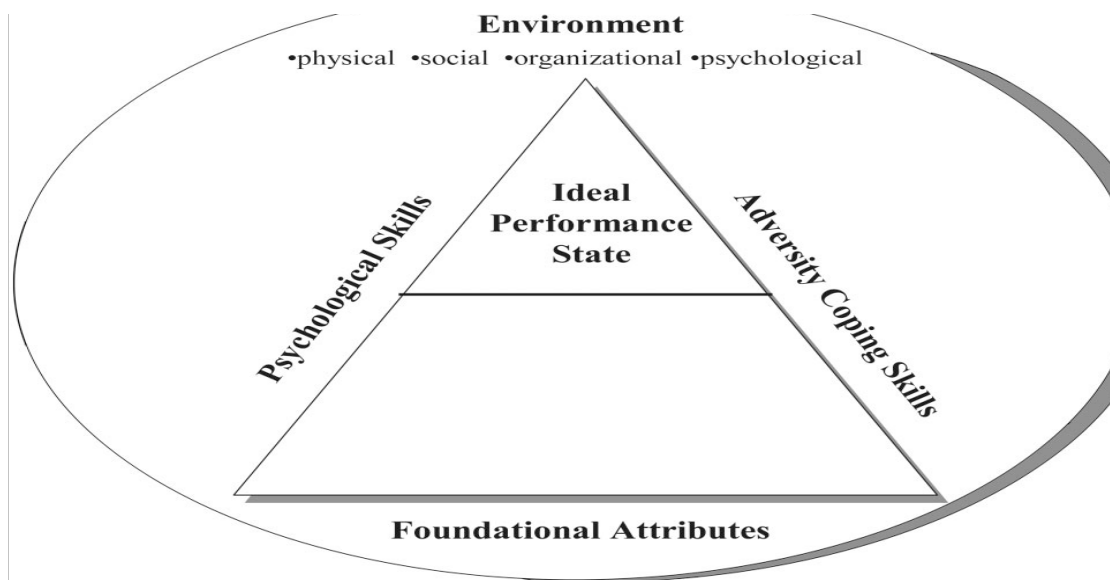 Environment
•physical •social •organizational •psychological
Ideal
Performance
State
Psychological Skills
Adversity Coping Skills
Foundational Attributes